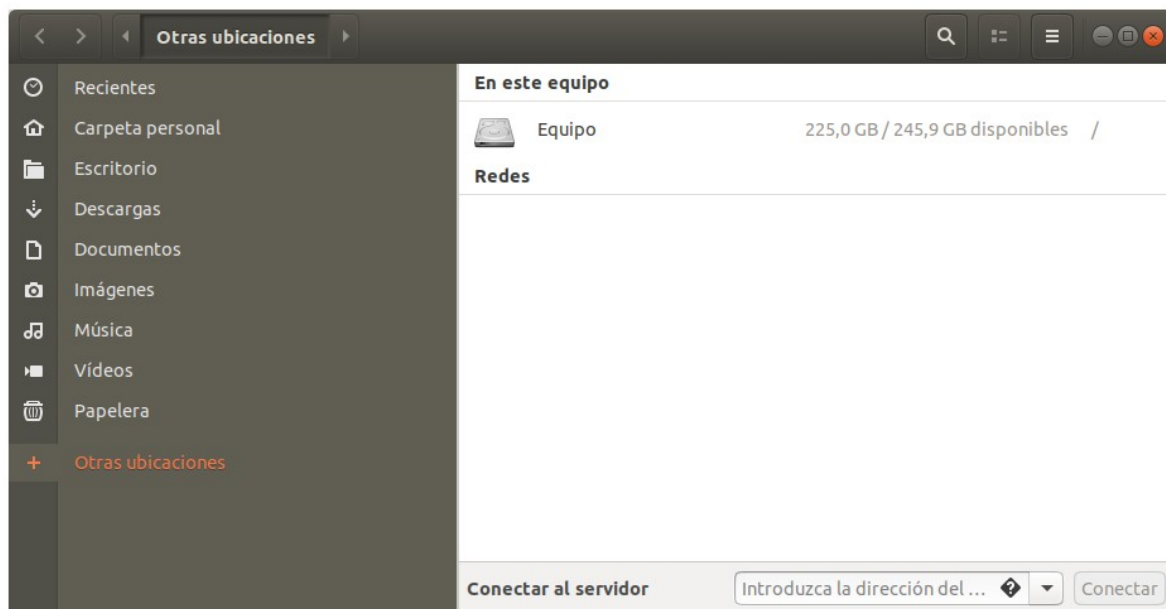 Otras ubicaciones
Recientes
Carpeta personal
Escritorio
Descargas
Documentos
Imágenes
Música
Vídeos
Papelera
Otras ubicaciones
En este equipo
Equipo 225,0 GB / 245,9 GB disponibles /
Redes
Conectar al servidor Introduzca la dirección del ... Conectar